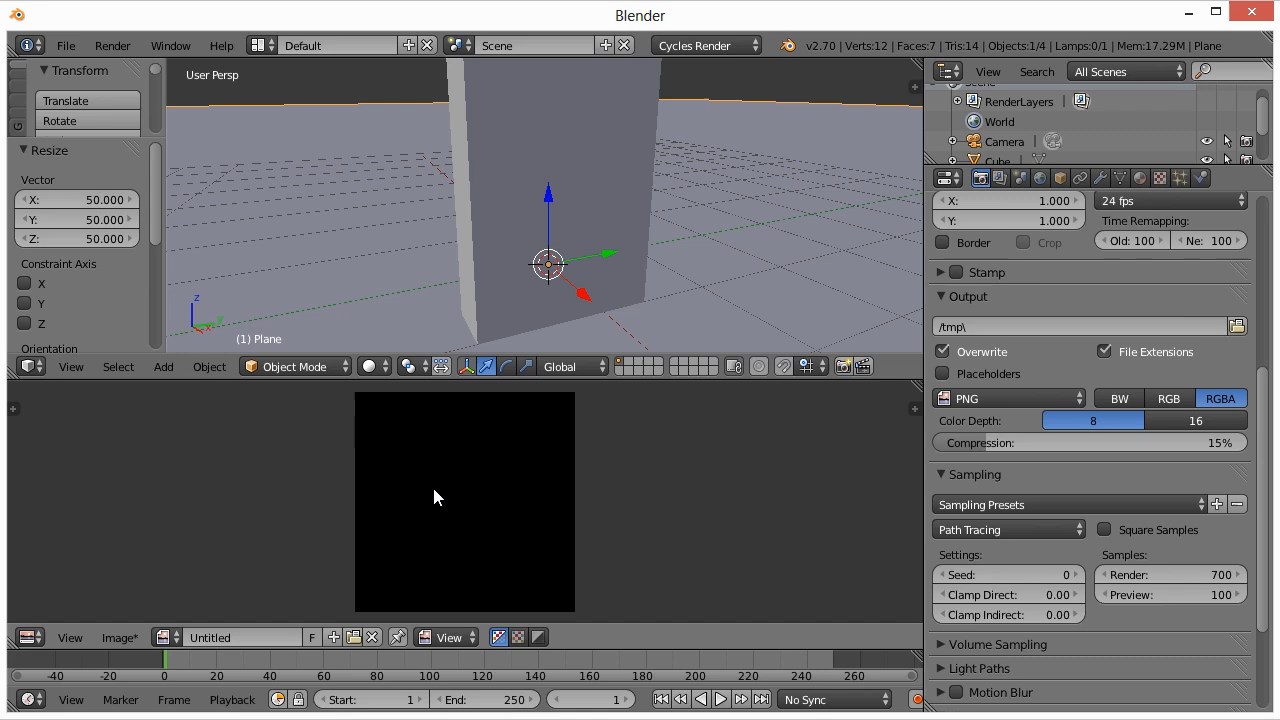 Blender
File Render Window Help Default Scene Cycles Render v2.70 | Verts:12 | Faces:7 | Tris:14 | Objects:1/4 | Lamps:0/1 | Mem:17.29M | Plane
Transform
Translate
Rotate
Resize
Vector
X: 50.000
Y: 50.000
Z: 50.000
Constraint Axis
X
Y
Z
Orientation
User Persp
z
(1) Plane
View Select Add Object Object Mode Global
View Search All Scenes
RenderLayers |
World
Camera
Cube
X: 1.000
Y: 1.000
24 fps
Time Remapping:
Old: 100 Ne: 100
Border Crop
Stamp
Output
/tmp\
Overwrite File Extensions
Placeholders
PNG BW RGB RGBA
Color Depth: 8 16
Compression: 15%
Sampling
Sampling Presets
Path Tracing Square Samples
Settings: Samples:
Seed: 0 Render: 700
Clamp Direct: 0.00 Preview: 100
Clamp Indirect: 0.00
Volume Sampling
Light Paths
Motion Blur
View Image* Untitled F View
-40 -20 0 20 40 60 80 100 120 140 160 180 200 220 240 260
View Marker Frame Playback Start: 1 End: 250 1 No Sync